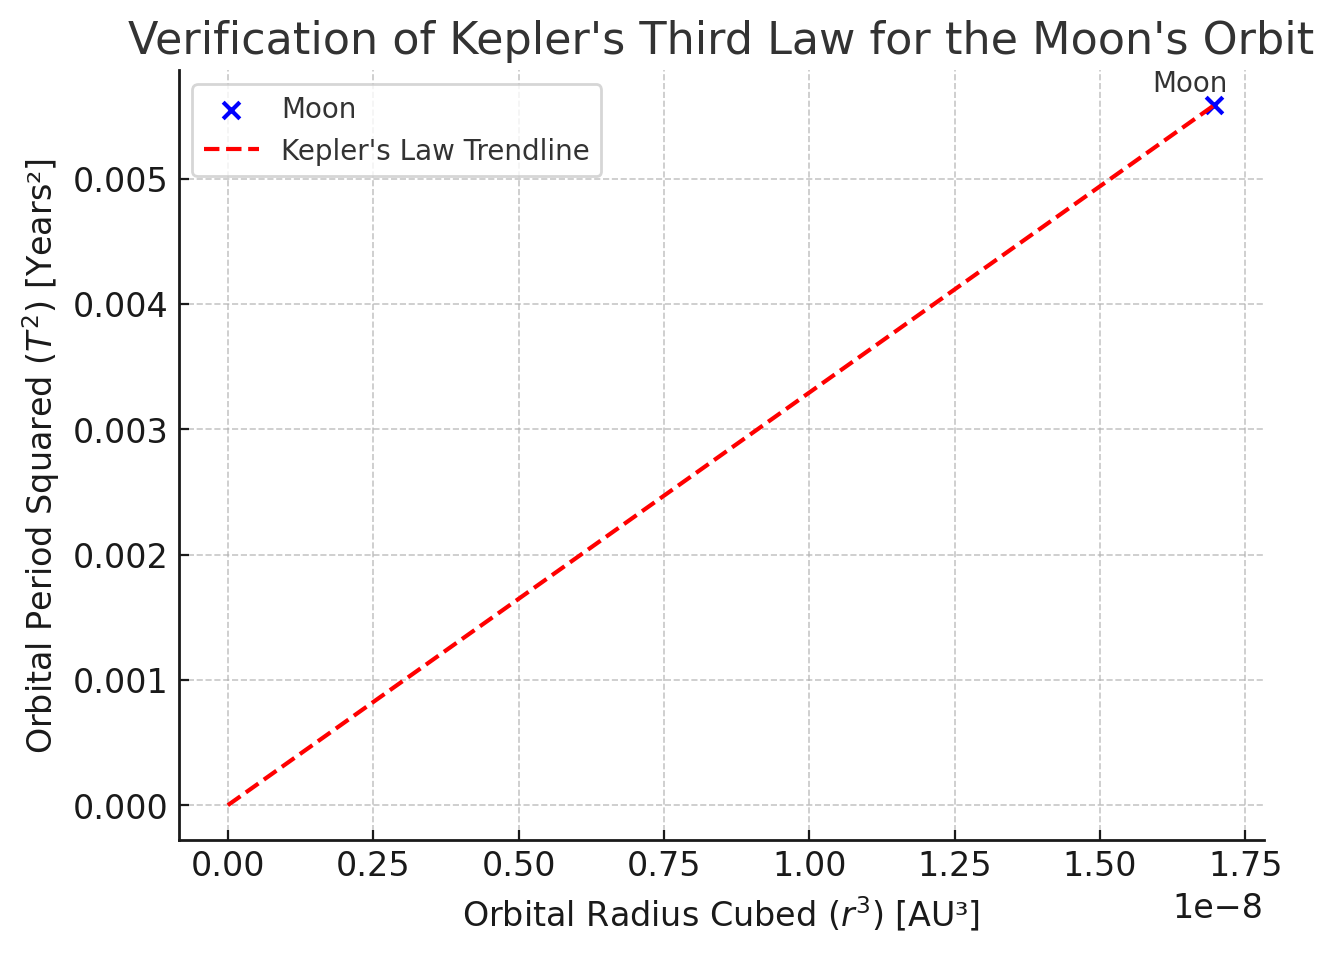 Verification of Kepler's Third Law for the Moon's Orbit
Moon
Moon
Kepler's Law Trendline
Orbital Period Squared (T²) [Years²]
0.005
0.004
0.003
0.002
0.001
0.000
0.00 0.25 0.50 0.75 1.00 1.25 1.50 1.75
1e−8
Orbital Radius Cubed (r³) [AU³]